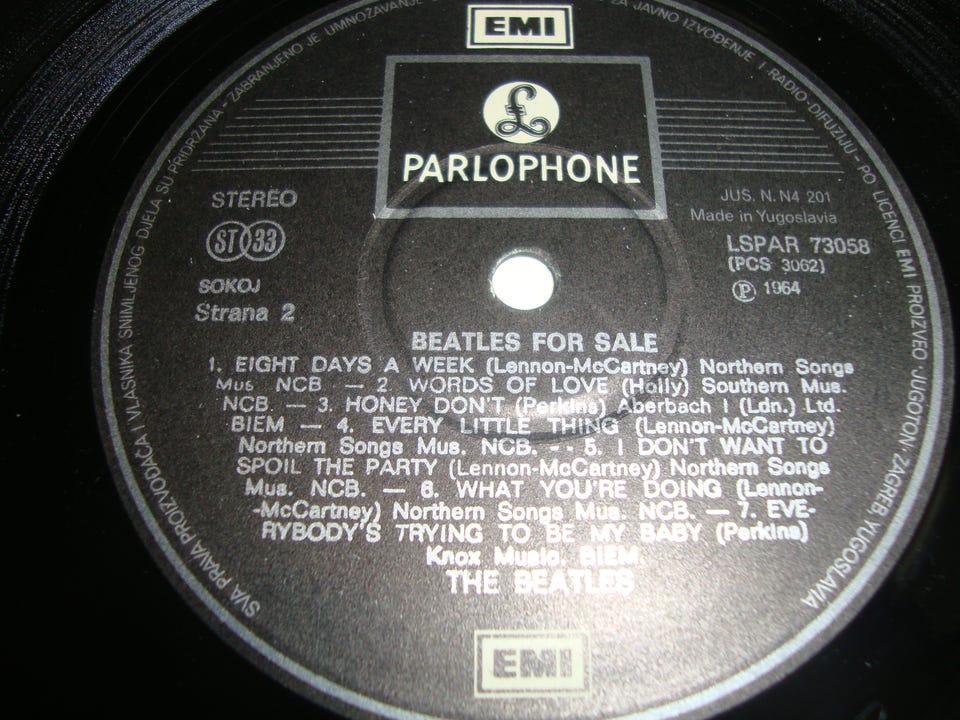 SVA PRAVA PROIZVOĐAČA I VLASNIKA SNIMLJENOG DJELA SU PRIDRŽANA - ZABRANJENO JE UMNOŽAVANJE
ZA JAVNO IZVOĐENJE I RADIO-DIFUZIJU - PO LICENCI EMI PROIZVEO "JUGOTON" ZAGREB, YUGOSLAVIA
EMI
£
PARLOPHONE
STEREO
ST 33
SOKOJ
Strana 2
JUS. N. N4 201
Made in Yugoslavia
LSPAR 73058
(PCS 3062)
Ⓟ 1964
BEATLES FOR SALE
1. EIGHT DAYS A WEEK (Lennon-McCartney) Northern Songs
Mus NCB — 2. WORDS OF LOVE (Holly) Southern Mus.
NCB. — 3. HONEY DON'T (Perkins) Aberbach I (Ldn.) Ltd.
BIEM — 4. EVERY LITTLE THING (Lennon-McCartney)
Northern Songs Mus. NCB. -- 5. I DON'T WANT TO
SPOIL THE PARTY (Lennon-McCartney) Northern Songs
Mus. NCB. — 6. WHAT YOU'RE DOING (Lennon-
-McCartney) Northern Songs Mus. NCB. — 7. EVE-
RYBODY'S TRYING TO BE MY BABY (Perkins)
Knox Music. BIEM.
THE BEATLES
EMI